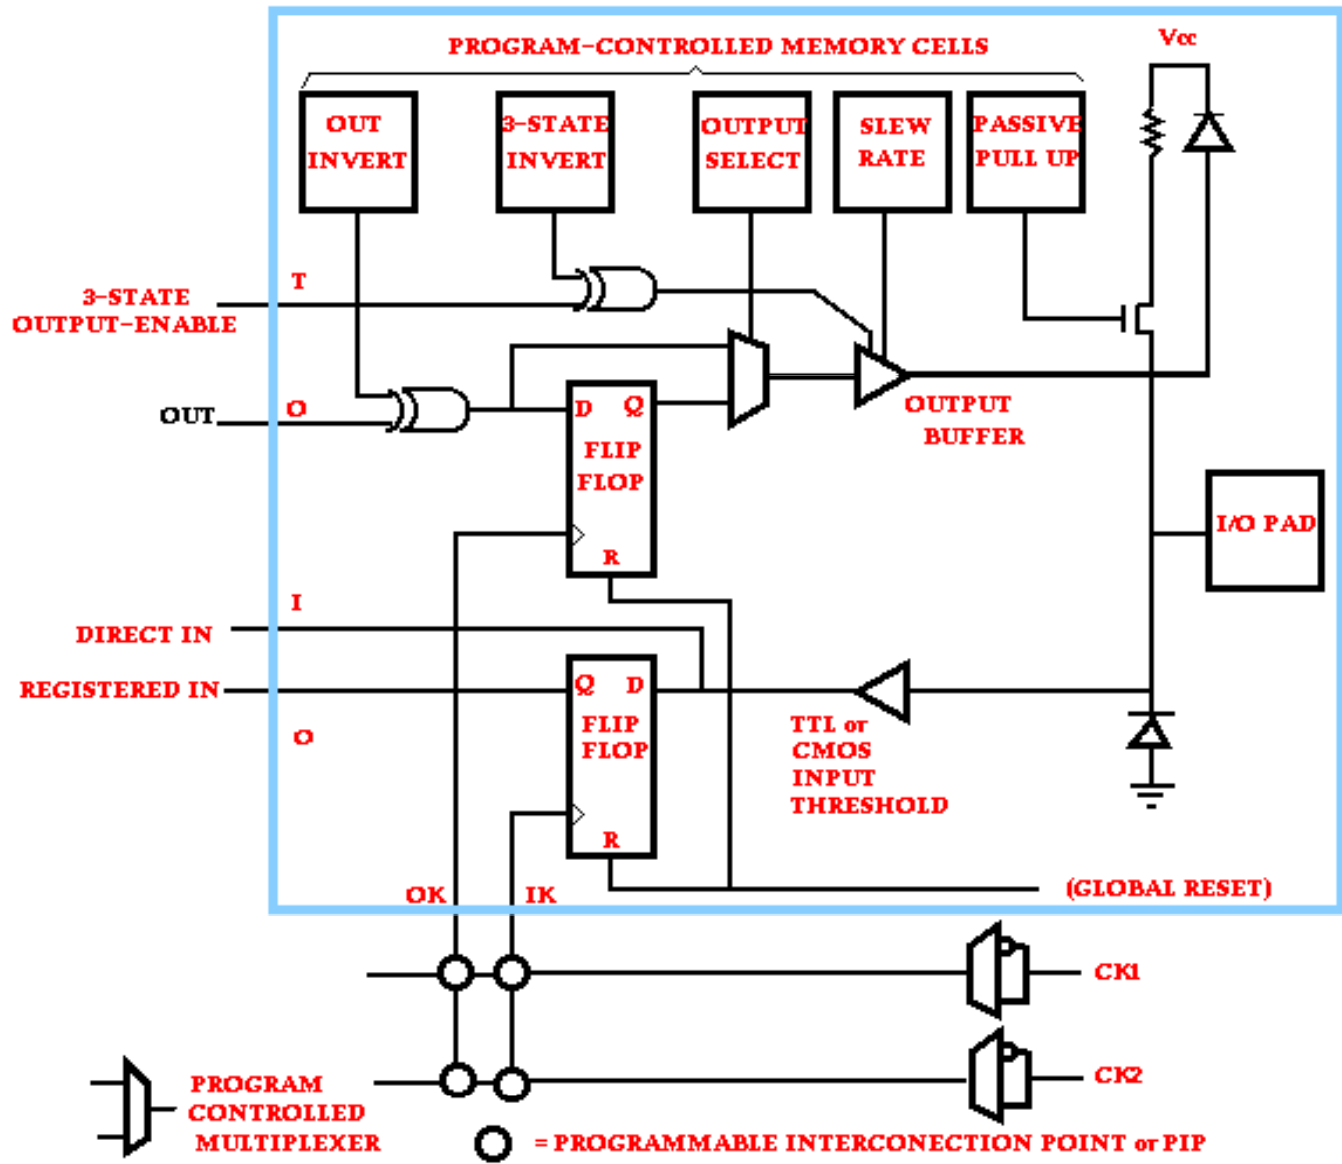 PROGRAM-CONTROLLED MEMORY CELLS
Vcc
OUT
INVERT
3-STATE
INVERT
OUTPUT
SELECT
SLEW
RATE
PASSIVE
PULL UP
T
3-STATE
OUTPUT-ENABLE
OUT
O
D Q
FLIP
FLOP
R
OUTPUT
BUFFER
I/O PAD
I
DIRECT IN
REGISTERED IN
O
Q D
FLIP
FLOP
R
TTL or
CMOS
INPUT
THRESHOLD
OK
IK
(GLOBAL RESET)
CK1
CK2
PROGRAM
CONTROLLED
MULTIPLEXER
= PROGRAMMABLE INTERCONECTION POINT or PIP